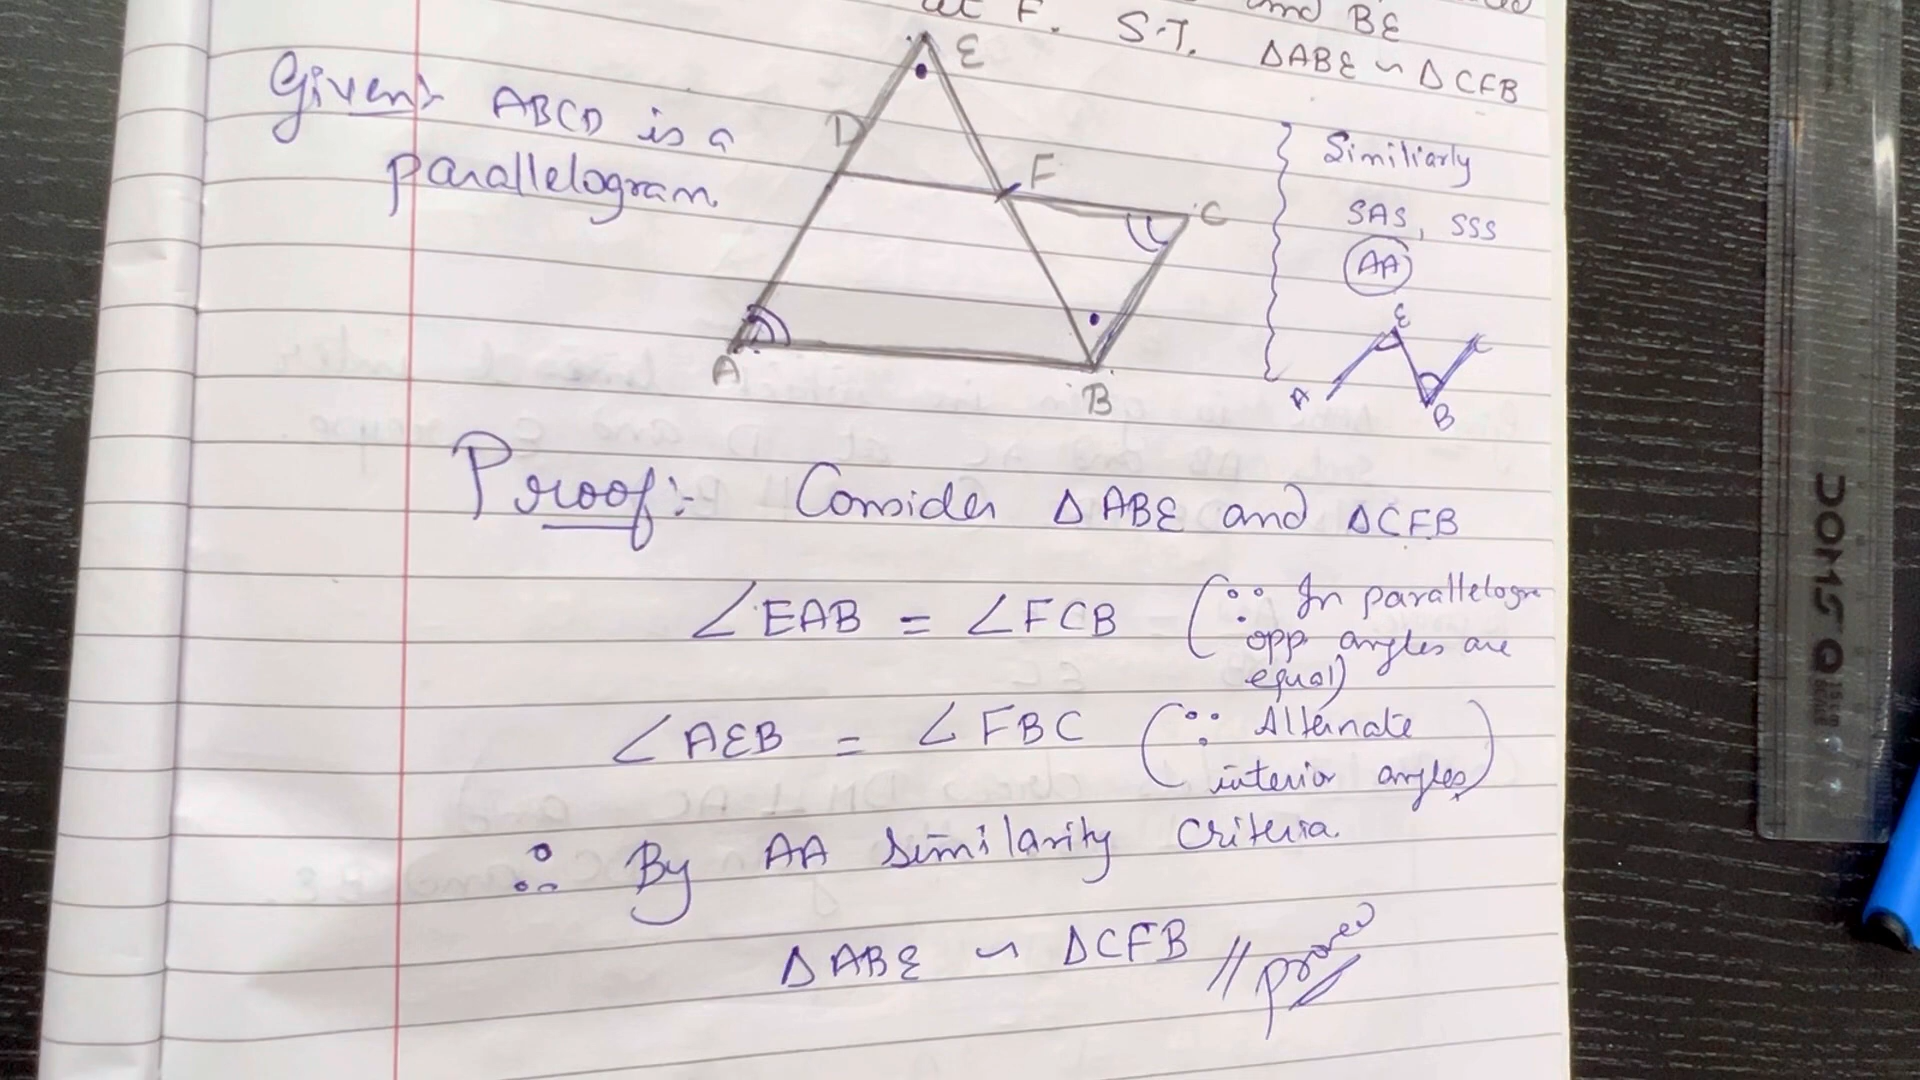 and BE
at F. S.T. ΔABE ~ ΔCFB
Given:- ABCD is a
parallelogram.
E
D
F
C
A
B
Similiarly
SAS, SSS
AA
E
A
C
B
Proof:- Consider ΔABE and ΔCFB
∠EAB = ∠FCB (∵ In parallelogra
opp angles are
equal)
∠AEB = ∠FBC (∵ Alternate
interior angles)
∴ By AA Similarity Criteria.
ΔABE ~ ΔCFB // proved
DOMS